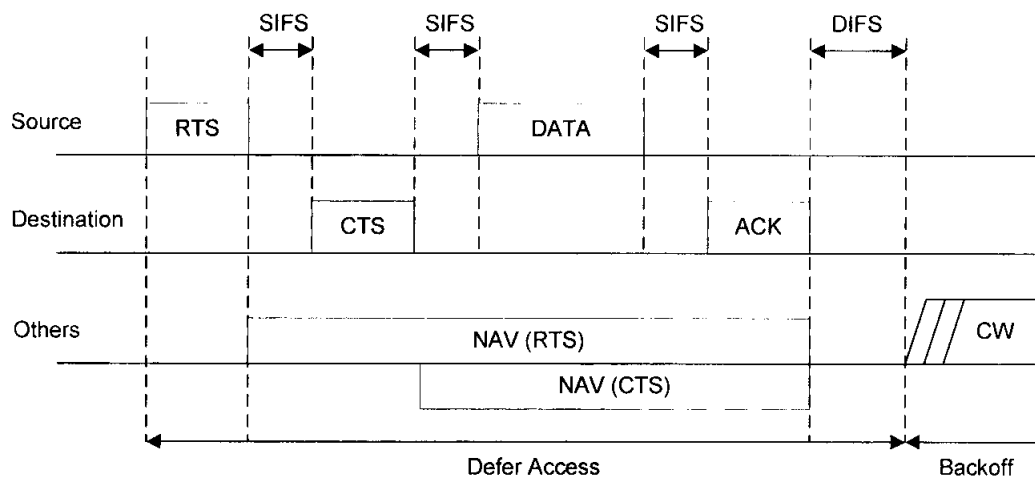 SIFS
SIFS
SIFS
DIFS
Source
RTS
DATA
Destination
CTS
ACK
Others
NAV (RTS)
CW
NAV (CTS)
Defer Access
Backoff